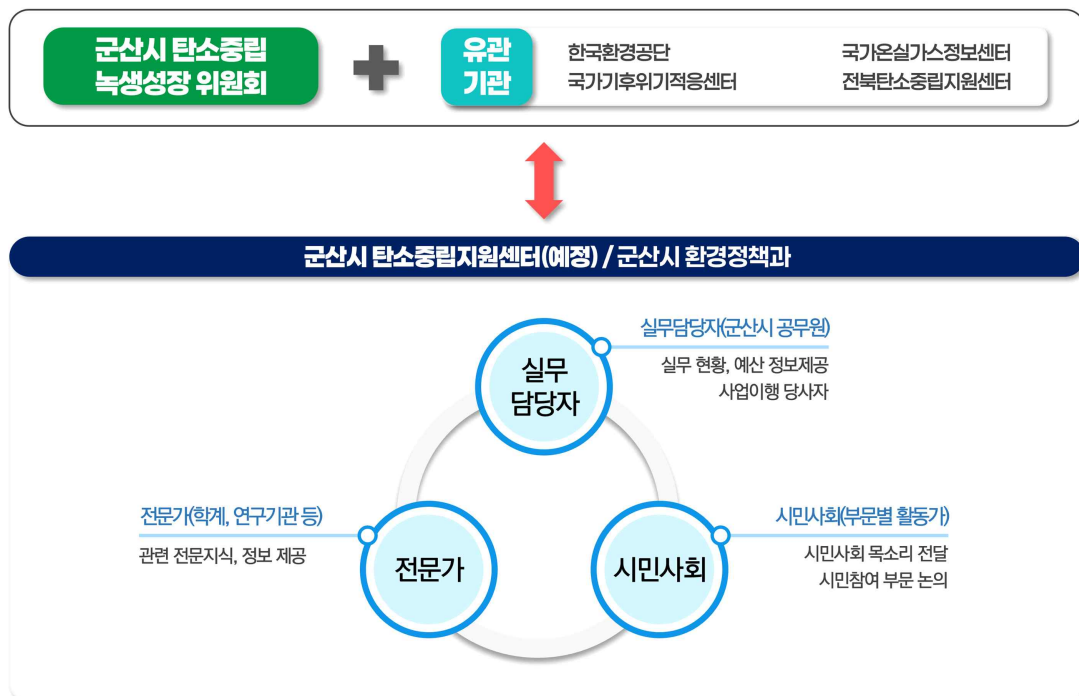 군산시 탄소중립
녹생성장 위원회
유관
기관
한국환경공단
국가온실가스정보센터
국가기후위기적응센터
전북탄소중립지원센터
군산시 탄소중립지원센터(예정) / 군산시 환경정책과
실무담당자(군산시 공무원)
실무 현황, 예산 정보제공
사업이행 당사자
실무
담당자
전문가(학계, 연구기관 등)
관련 전문지식, 정보 제공
전문가
시민사회
시민사회(부문별 활동가)
시민사회 목소리 전달
시민참여 부문 논의